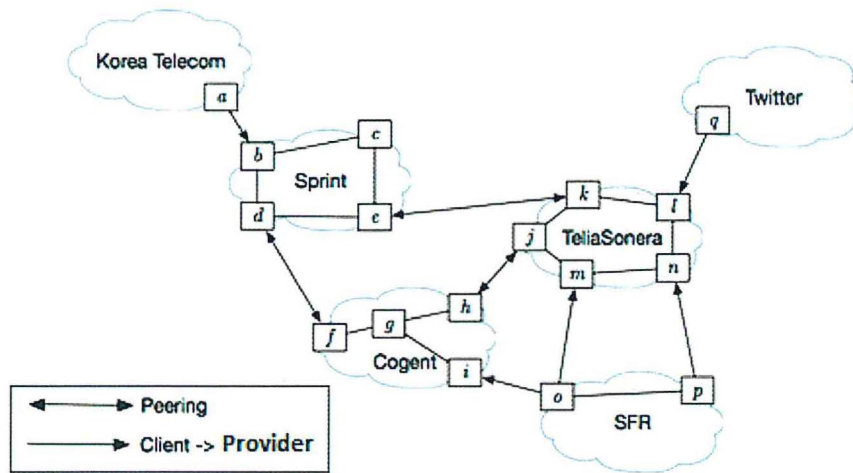 Korea Telecom
a
Twitter
q
c
b
Sprint
k
l
d
e
TeliaSonera
j
m
n
h
f
g
Cogent
i
o
p
SFR
Peering
Client -> Provider